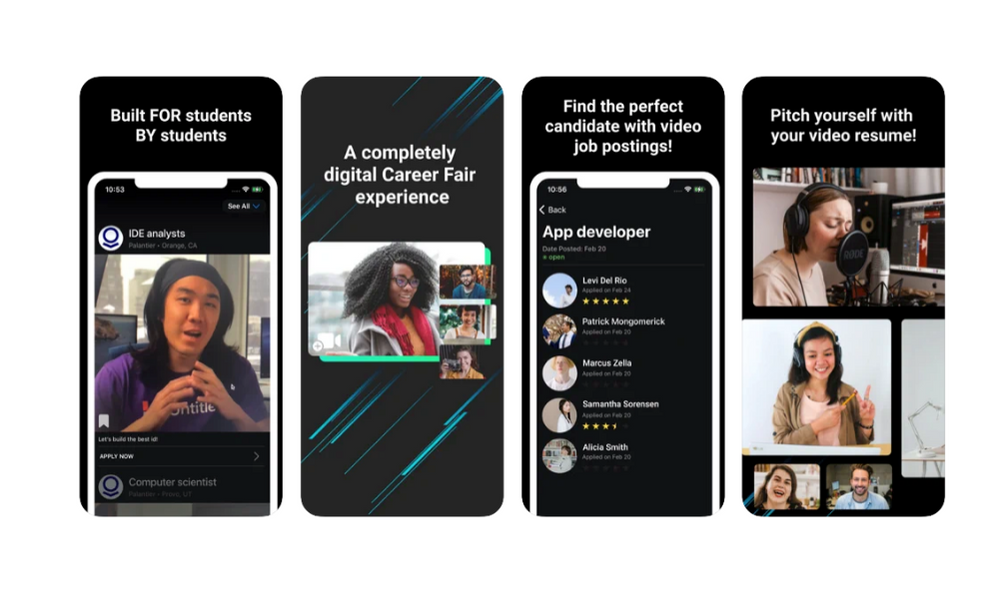 Built FOR students
BY students
10:53
See All
IDE analysts
Palantier - Orange, CA
Let's build the best id!
APPLY NOW
Computer scientist
Palantier - Provo, UT
A completely
digital Career Fair
experience
Find the perfect
candidate with video
job postings!
10:56
Back
App developer
Date Posted: Feb 20
open
Levi Del Rio
Applied on Feb 24
Patrick Mongomerick
Applied on Feb 20
Marcus Zella
Applied on Feb 20
Samantha Sorensen
Applied on Feb 20
Alicia Smith
Applied on Feb 20
Pitch yourself with
your video resume!
RØDE